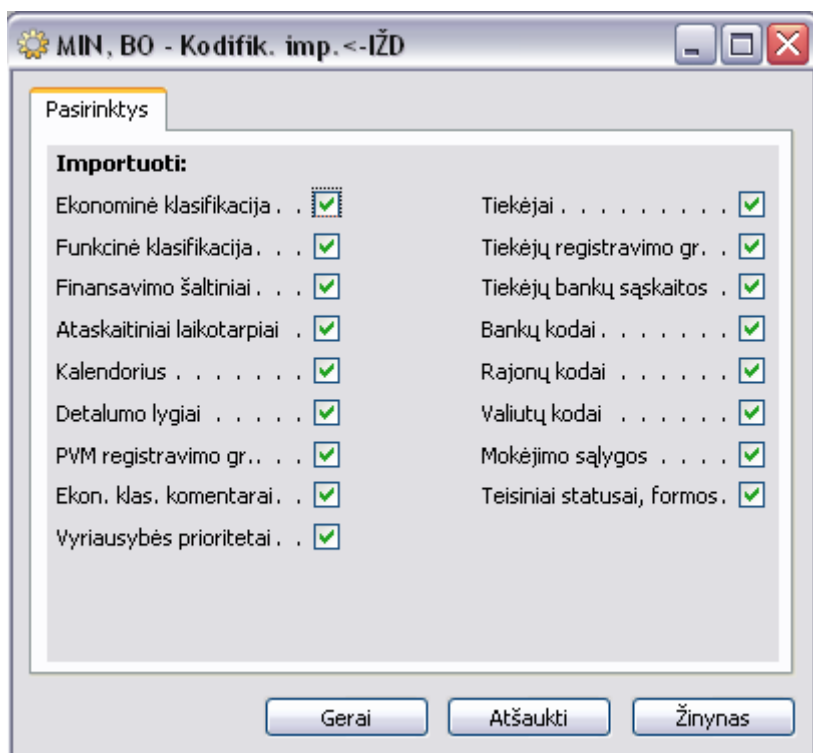 MIN, BO - Kodifik. imp.<-IŽD
Pasirinktys
Importuoti:
Ekonominė klasifikacija . .
Funkcinė klasifikacija. . .
Finansavimo šaltiniai . . .
Ataskaitiniai laikotarpiai .
Kalendorius . . . . . . .
Detalumo lygiai . . . . .
PVM registravimo gr.. . .
Ekon. klas. komentarai. . .
Vyriausybės prioritetai . . .
Tiekėjai . . . . . . . . .
Tiekėjų registravimo gr. . .
Tiekėjų bankų sąskaitos .
Bankų kodai . . . . . . .
Rajonų kodai . . . . . .
Valiutų kodai . . . . . .
Mokėjimo sąlygos . . . .
Teisiniai statusai, formos .
Gerai Atšaukti Žinynas